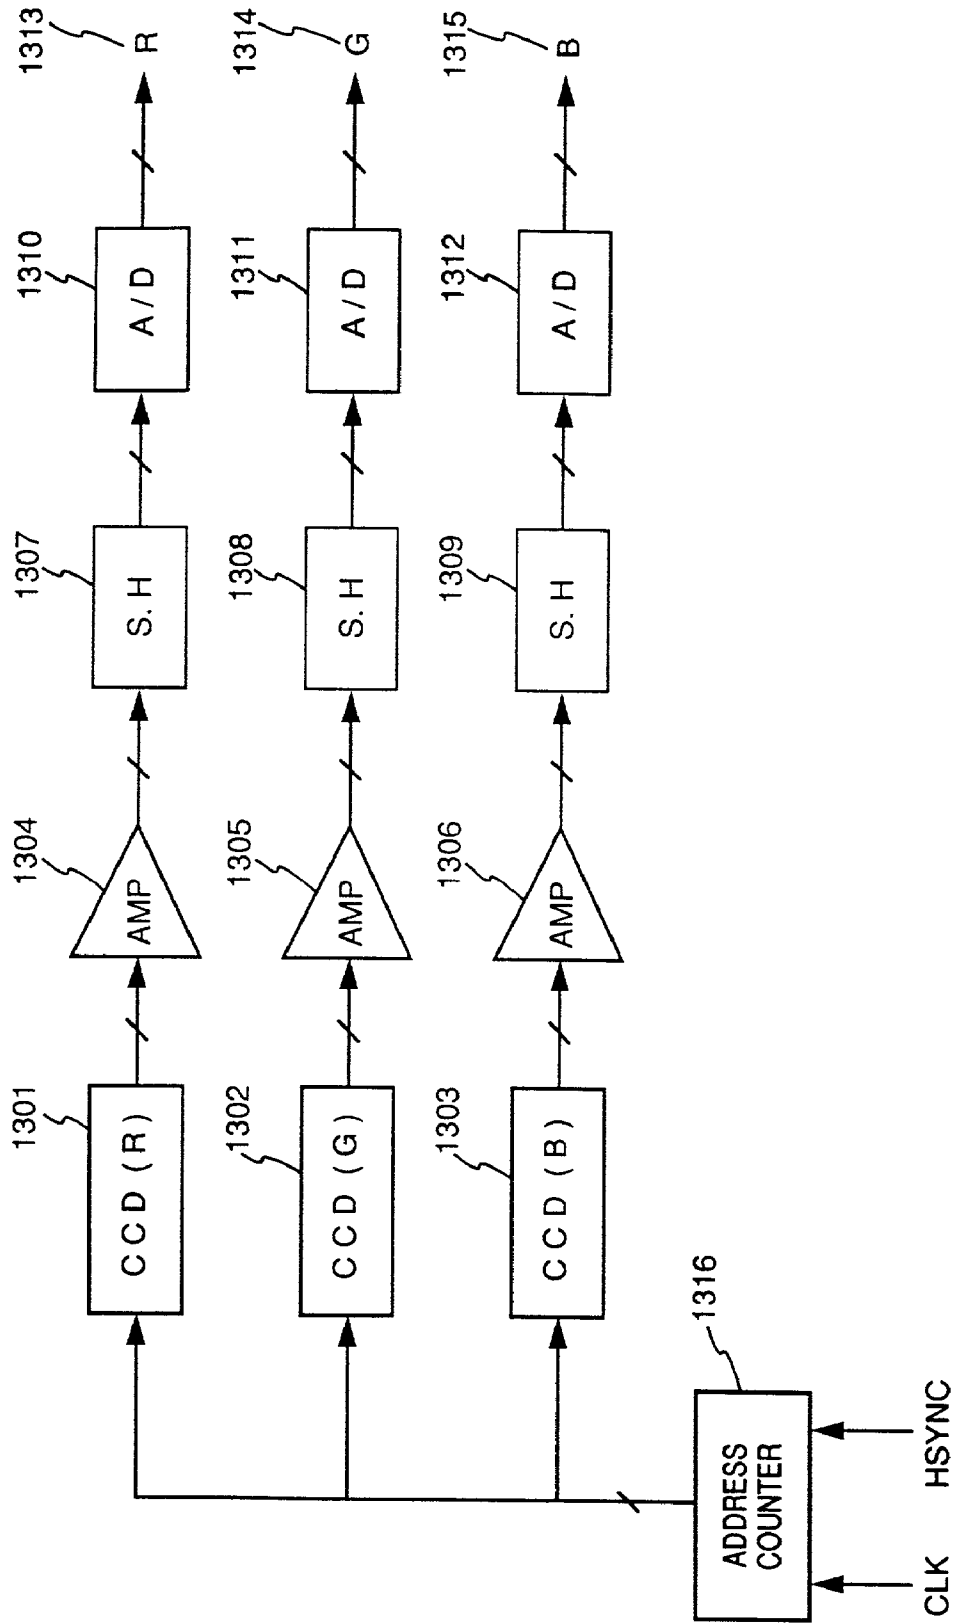 1301
CCD (R)
1304
AMP
1307
S.H
1310
A/D
1313
R
1302
CCD (G)
1305
AMP
1308
S.H
1311
A/D
1314
G
1303
CCD (B)
1306
AMP
1309
S.H
1312
A/D
1315
B
1316
ADDRESS
COUNTER
CLK
HSYNC